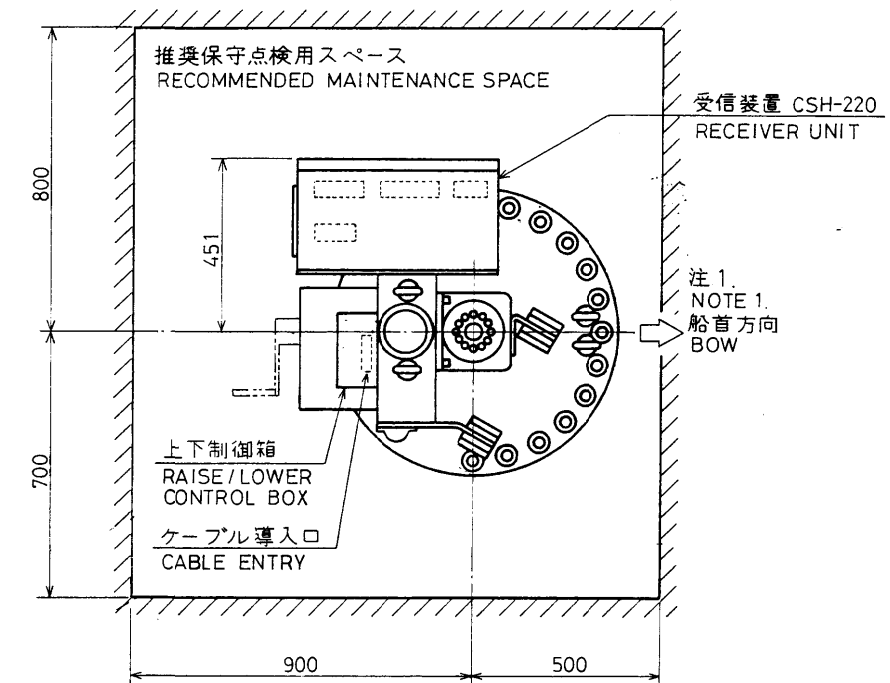 推奨保守点検用スペース
RECOMMENDED MAINTENANCE SPACE
受信装置 CSH-220
RECEIVER UNIT
800
451
注1.
NOTE 1.
船首方向
BOW
700
上下制御箱
RAISE/LOWER
CONTROL BOX
ケーブル導入口
CABLE ENTRY
900
500